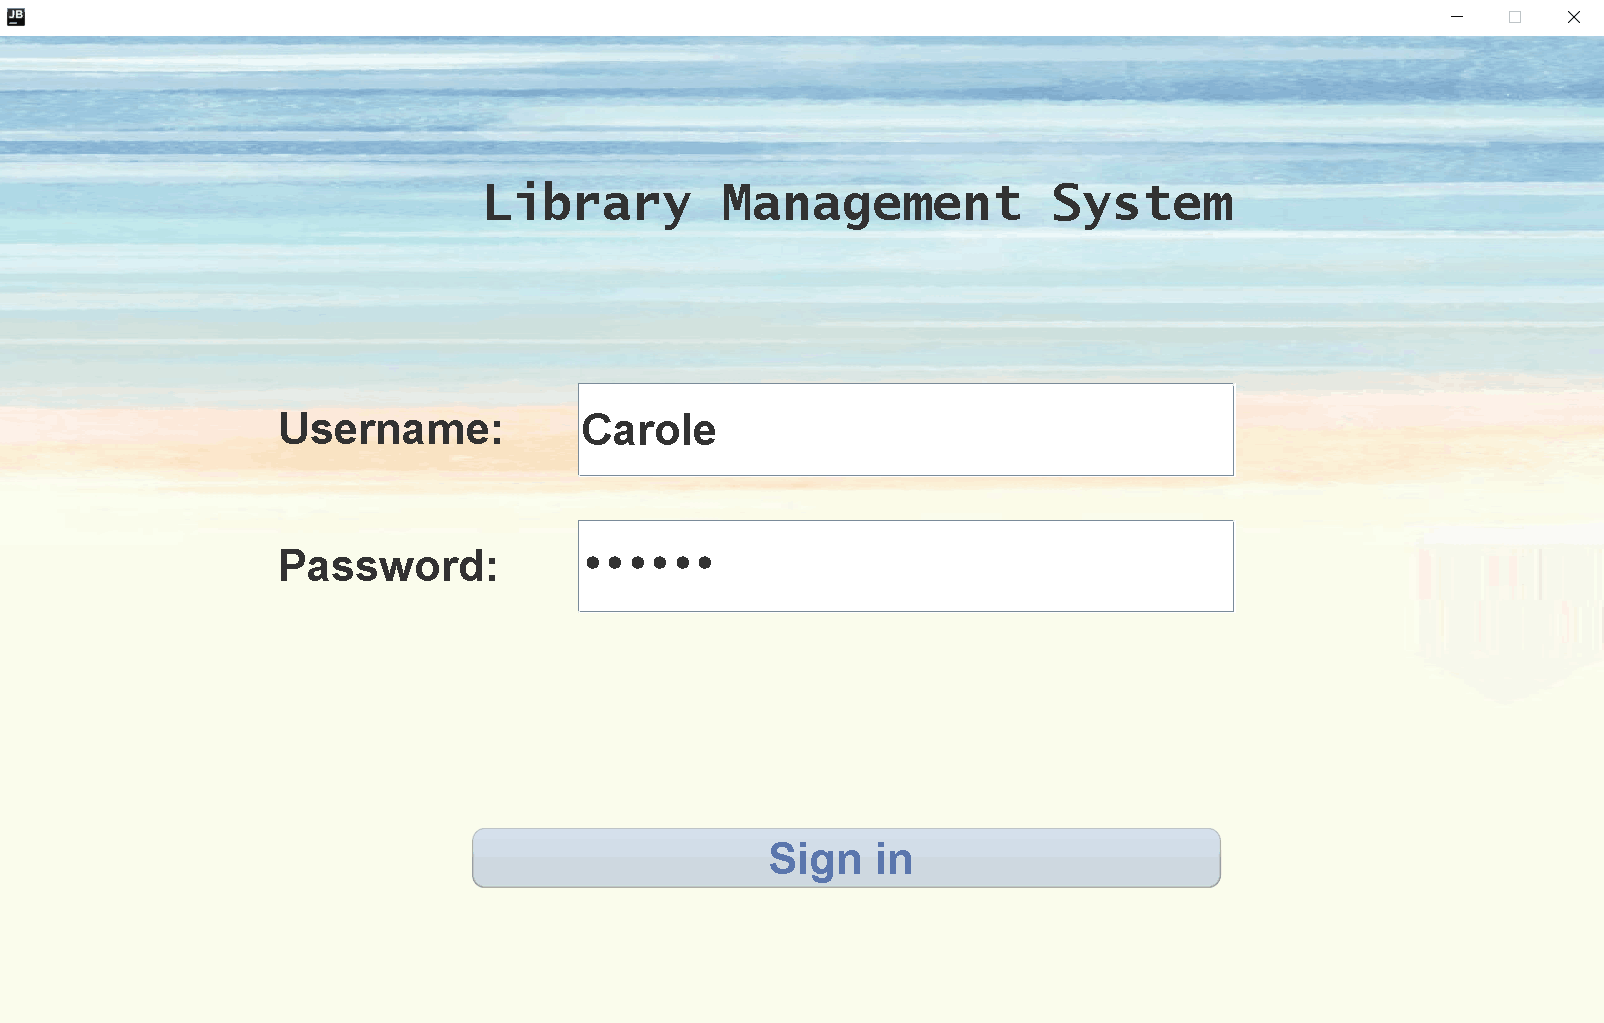 JB
Library Management System
Username: Carole
Password: ••••••
Sign in